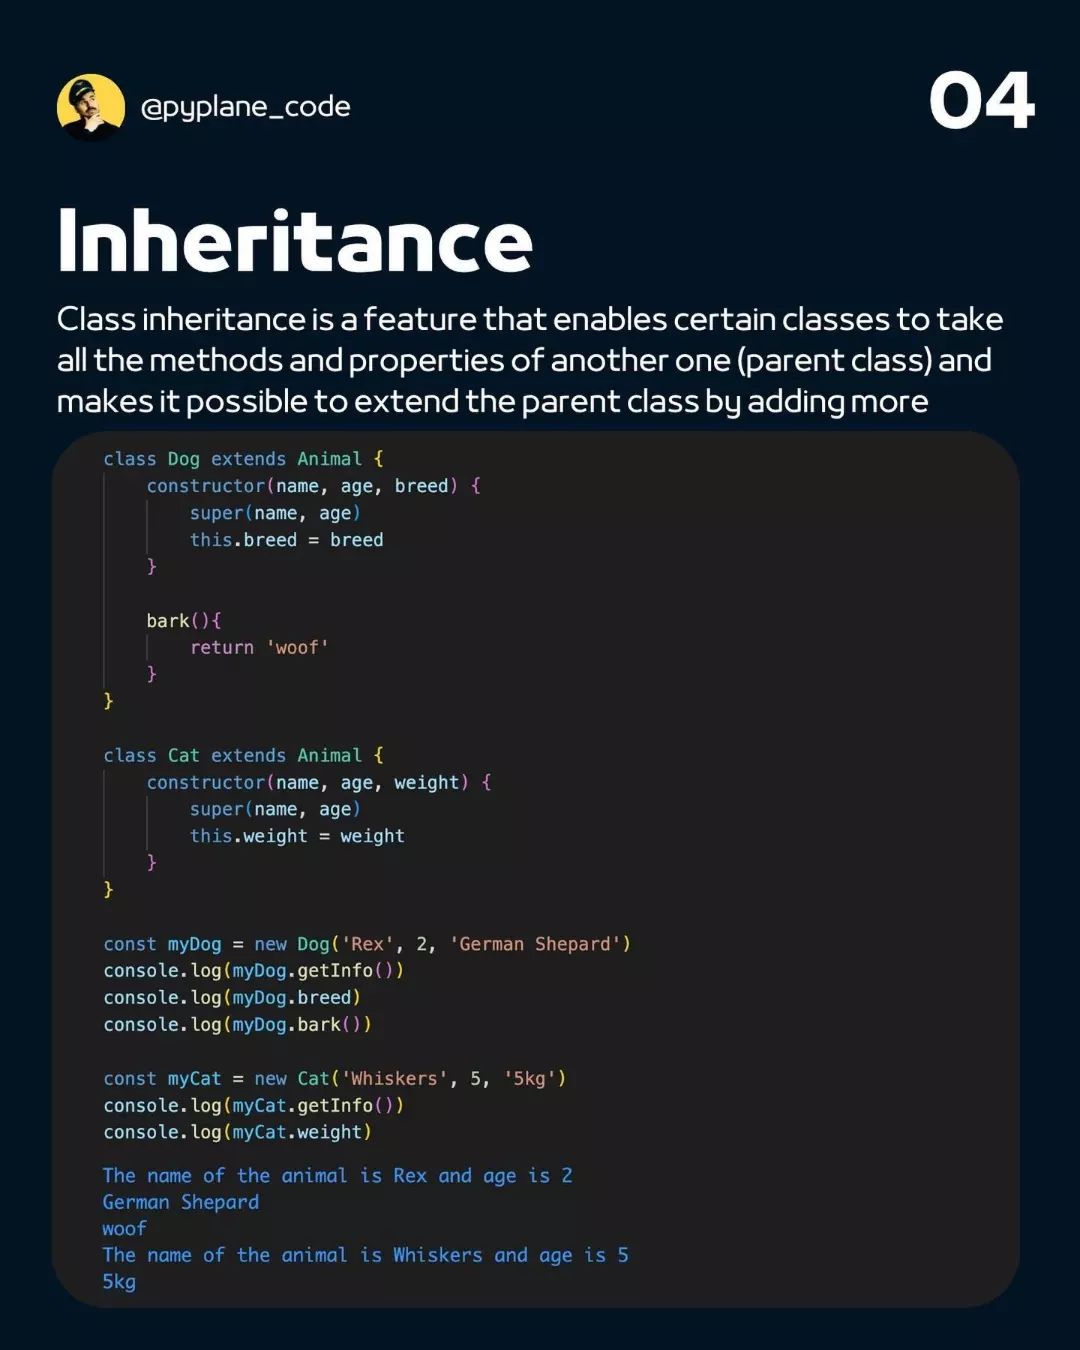 @pyplane_code
04
Inheritance
Class inheritance is a feature that enables certain classes to take
all the methods and properties of another one (parent class) and
makes it possible to extend the parent class by adding more
class Dog extends Animal {
    constructor(name, age, breed) {
        super(name, age)
        this.breed = breed
    }

    bark(){
        return 'woof'
    }
}

class Cat extends Animal {
    constructor(name, age, weight) {
        super(name, age)
        this.weight = weight
    }
}

const myDog = new Dog('Rex', 2, 'German Shepard')
console.log(myDog.getInfo())
console.log(myDog.breed)
console.log(myDog.bark())

const myCat = new Cat('Whiskers', 5, '5kg')
console.log(myCat.getInfo())
console.log(myCat.weight)
The name of the animal is Rex and age is 2
German Shepard
woof
The name of the animal is Whiskers and age is 5
5kg